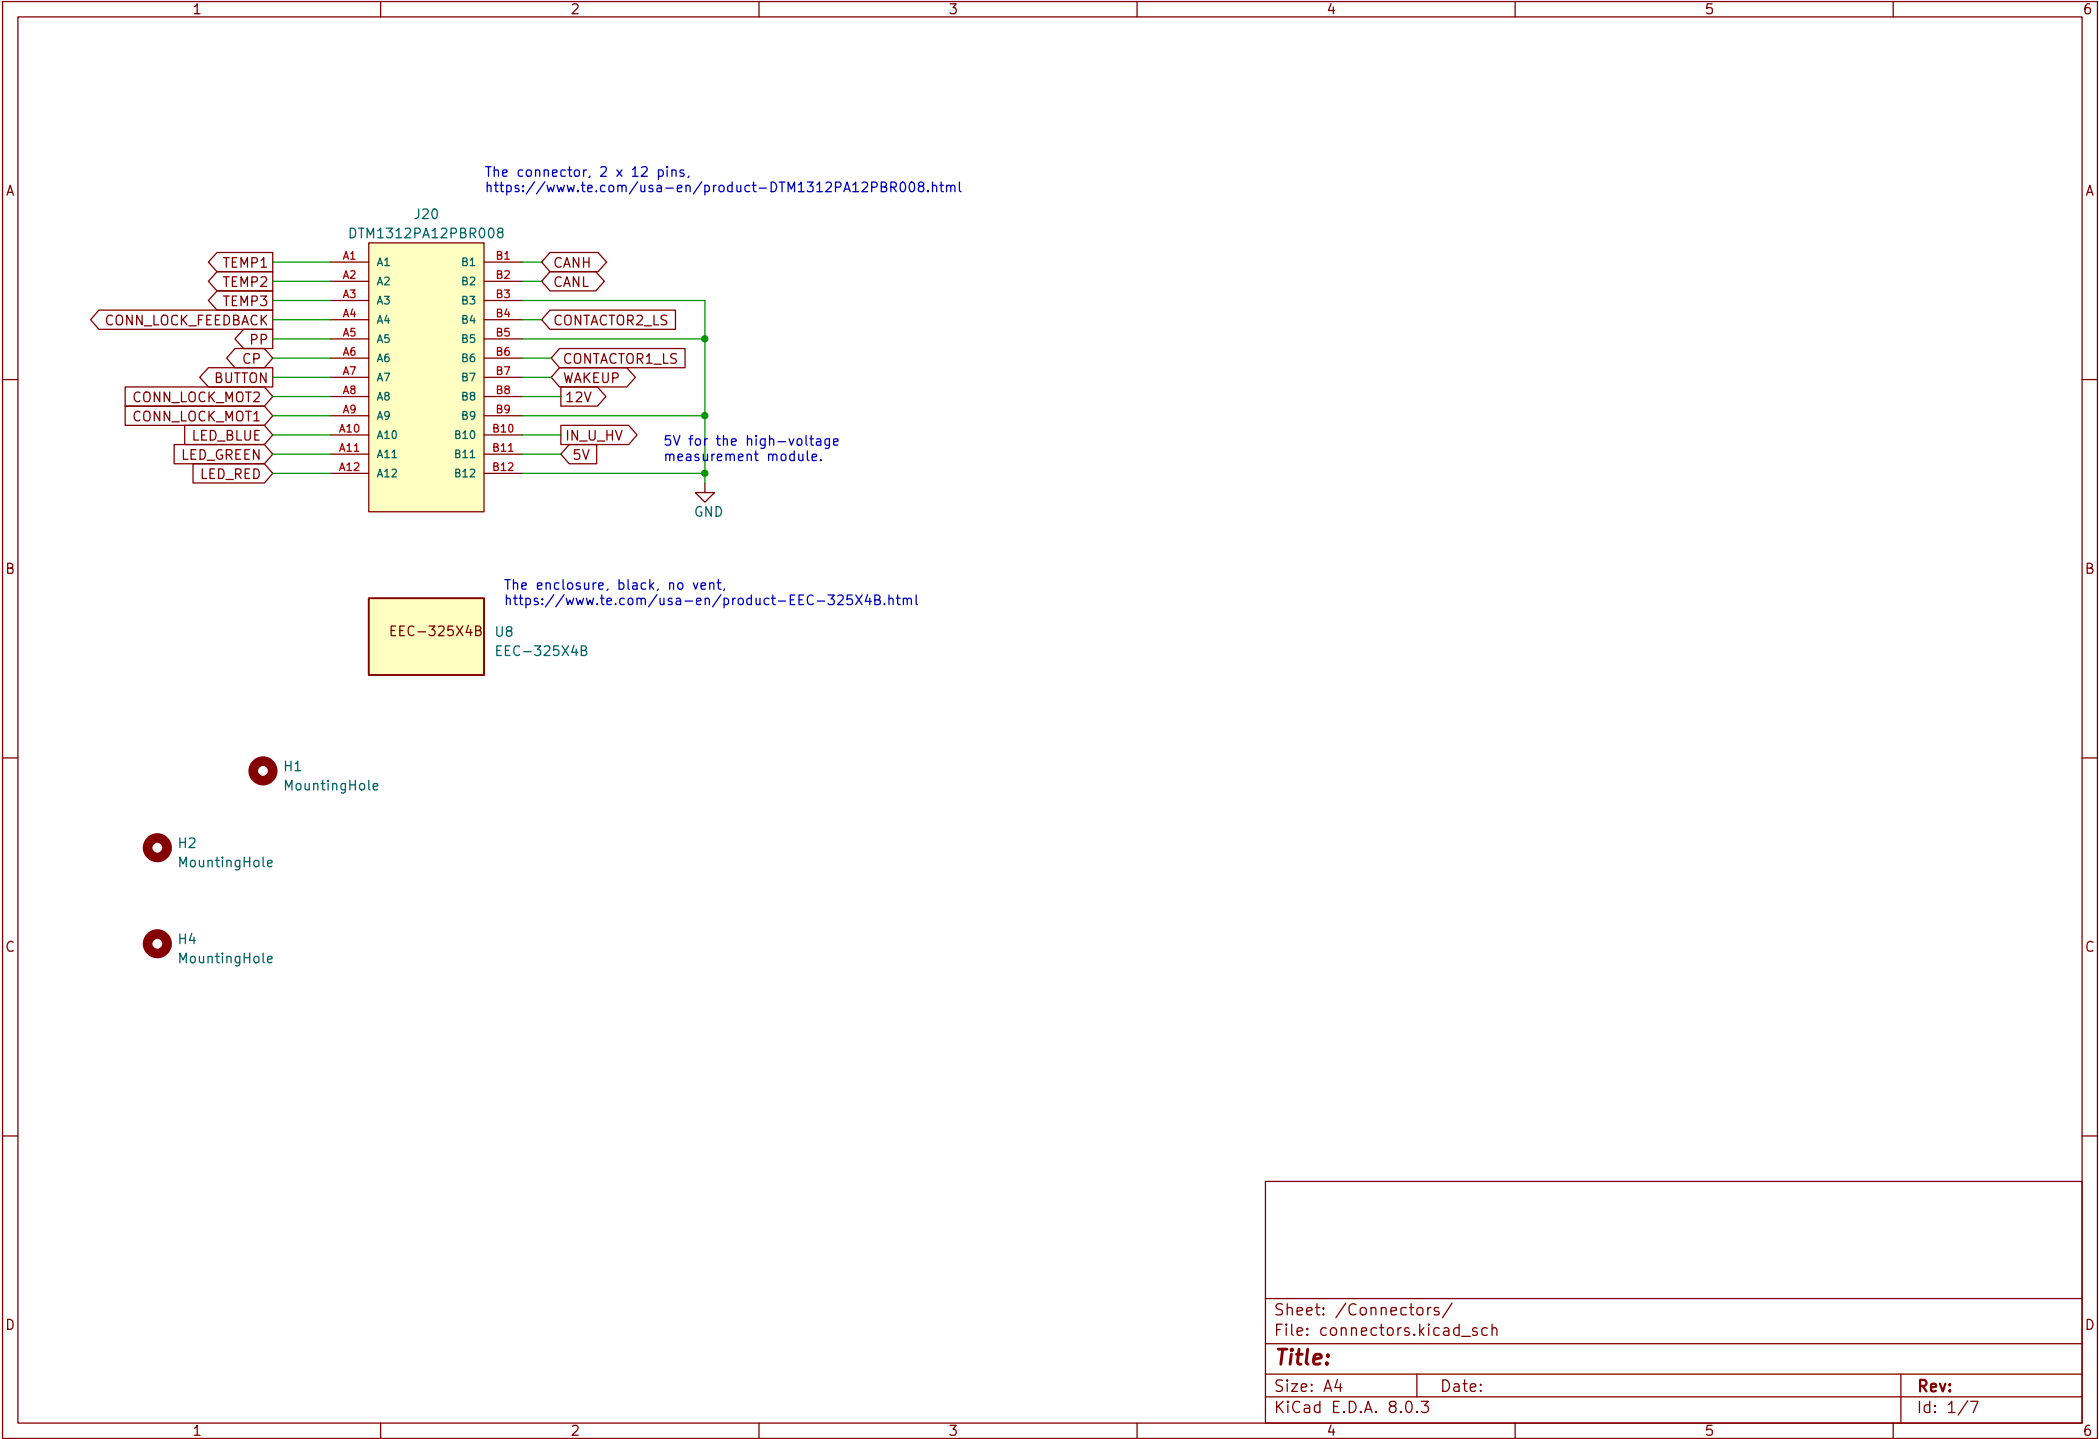 1 2 3 4 5 6
The connector, 2 x 12 pins,
https://www.te.com/usa-en/product-DTM1312PA12PBR008.html
A A
J20
DTM1312PA12PBR008
TEMP1 A1 A1 B1 B1 CANH
TEMP2 A2 A2 B2 B2 CANL
TEMP3 A3 A3 B3 B3
CONN_LOCK_FEEDBACK A4 A4 B4 B4 CONTACTOR2_LS
PP A5 A5 B5 B5
CP A6 A6 B6 B6 CONTACTOR1_LS
BUTTON A7 A7 B7 B7 WAKEUP
CONN_LOCK_MOT2 A8 A8 B8 B8 12V
CONN_LOCK_MOT1 A9 A9 B9 B9
LED_BLUE A10 A10 B10 B10 IN_U_HV
LED_GREEN A11 A11 B11 B11 5V
LED_RED A12 A12 B12 B12
5V for the high-voltage
measurement module.
GND
B B
The enclosure, black, no vent,
https://www.te.com/usa-en/product-EEC-325X4B.html
EEC-325X4B U8
EEC-325X4B
H1
MountingHole
H2
MountingHole
H4
MountingHole
C C
D D
Sheet: /Connectors/
File: connectors.kicad_sch
Title:
Size: A4 Date: Rev:
KiCad E.D.A. 8.0.3 Id: 1/7
1 2 3 4 5 6